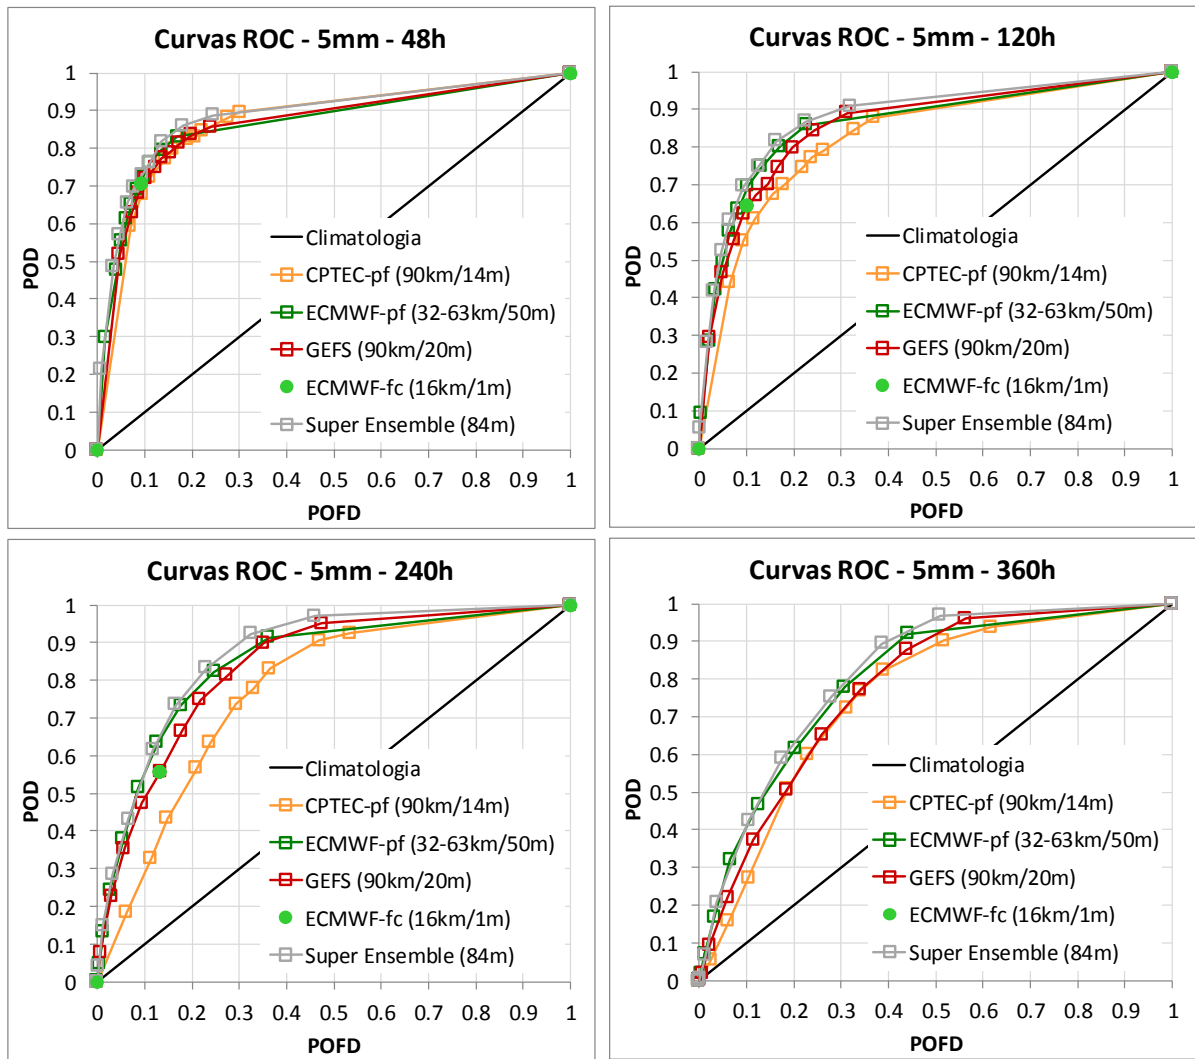 Curvas ROC - 5mm - 48h
1
0.9
0.8
0.7
0.6
0.5
0.4
0.3
0.2
0.1
0
POD
Climatologia
CPTEC-pf (90km/14m)
ECMWF-pf (32-63km/50m)
GEFS (90km/20m)
ECMWF-fc (16km/1m)
Super Ensemble (84m)
0 0.1 0.2 0.3 0.4 0.5 0.6 0.7 0.8 0.9 1
POFD
Curvas ROC - 5mm - 120h
1
0.9
0.8
0.7
0.6
0.5
0.4
0.3
0.2
0.1
0
POD
Climatologia
CPTEC-pf (90km/14m)
ECMWF-pf (32-63km/50m)
GEFS (90km/20m)
ECMWF-fc (16km/1m)
Super Ensemble (84m)
0 0.1 0.2 0.3 0.4 0.5 0.6 0.7 0.8 0.9 1
POFD
Curvas ROC - 5mm - 240h
1
0.9
0.8
0.7
0.6
0.5
0.4
0.3
0.2
0.1
0
POD
Climatologia
CPTEC-pf (90km/14m)
ECMWF-pf (32-63km/50m)
GEFS (90km/20m)
ECMWF-fc (16km/1m)
Super Ensemble (84m)
0 0.1 0.2 0.3 0.4 0.5 0.6 0.7 0.8 0.9 1
POFD
Curvas ROC - 5mm - 360h
1
0.9
0.8
0.7
0.6
0.5
0.4
0.3
0.2
0.1
0
POD
Climatologia
CPTEC-pf (90km/14m)
ECMWF-pf (32-63km/50m)
GEFS (90km/20m)
ECMWF-fc (16km/1m)
Super Ensemble (84m)
0 0.1 0.2 0.3 0.4 0.5 0.6 0.7 0.8 0.9 1
POFD